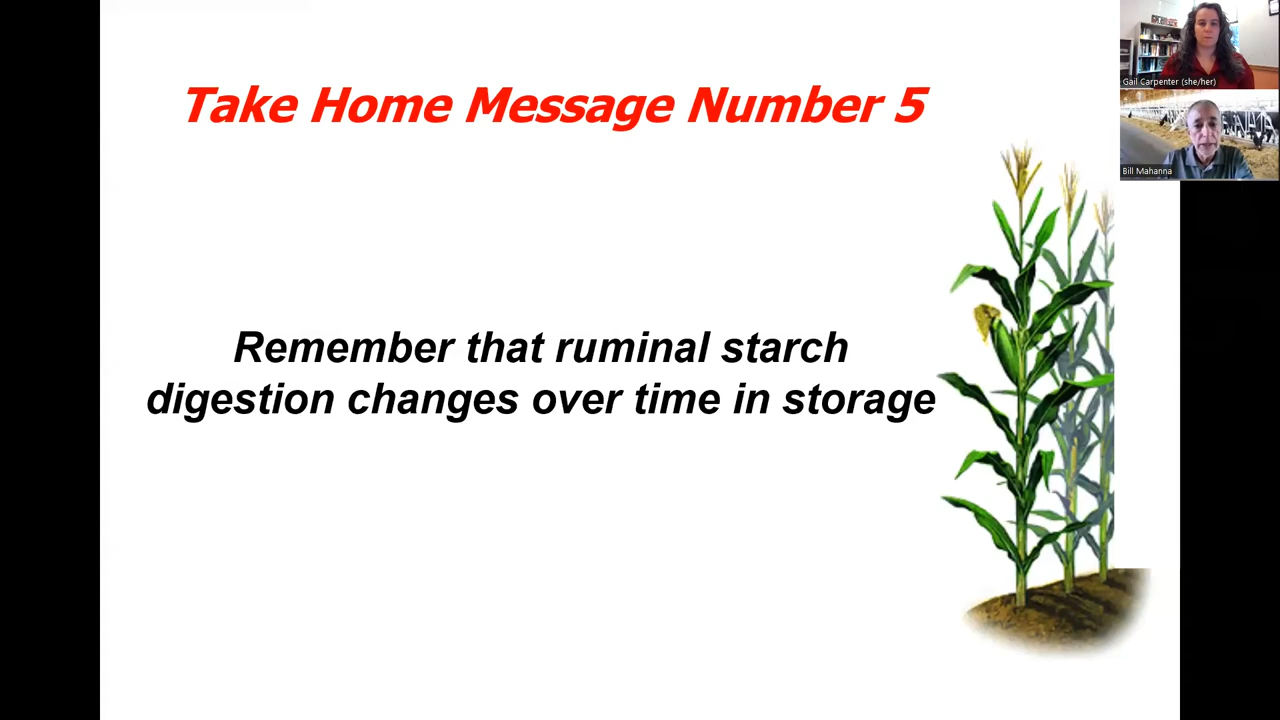 Take Home Message Number 5
Remember that ruminal starch
digestion changes over time in storage
Gail Carpenter (she/her)
Bill Mahanna